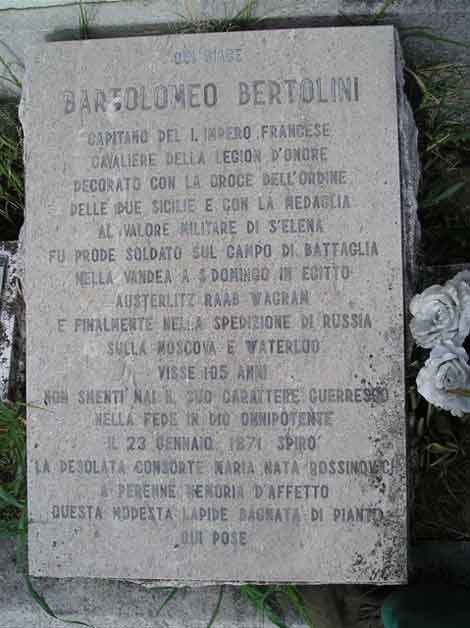 QUI GIACE
BARTOLOMEO BERTOLINI
CAPITANO DEL I. IMPERO FRANCESE
CAVALIERE DELLA LEGION D'ONORE
DECORATO CON LA CROCE DELL'ORDINE
DELLE DUE SICILIE E CON LA MEDAGLIA
AL VALORE MILITARE DI S'ELENA
FU PRODE SOLDATO SUL CAMPO DI BATTAGLIA
NELLA VANDEA A S.DOMINGO IN EGITTO
AUSTERLITZ RAAB WAGRAM
E FINALMENTE NELLA SPEDIZIONE DI RUSSIA
SULLA MOSCOVA E WATERLOO
VISSE 105 ANNI
NON SMENTÌ MAI IL SUO CARATTERE GUERRESCO
NELLA FEDE IN DIO ONNIPOTENTE
IL 23 GENNAIO 1871 SPIRO'
LA DESOLATA CONSORTE MARIA NATA
A PERENNE MEMORIA D'AFFETTO
QUESTA MODESTA LAPIDE BAGNATA DI PIANTO
QUI POSE